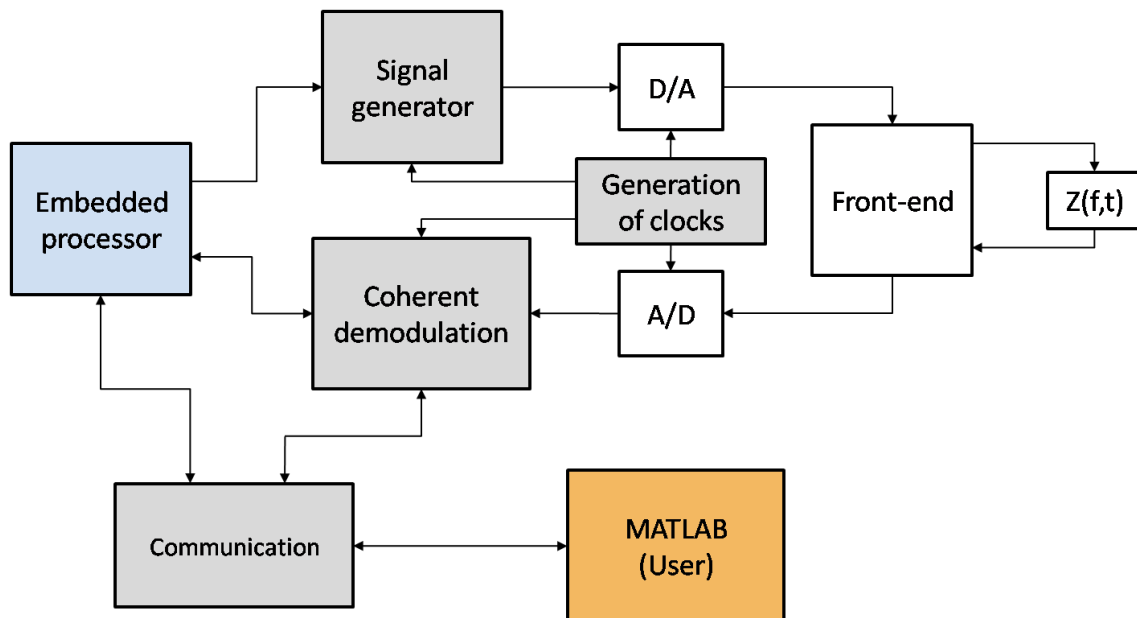 Signal
generator
D/A
Embedded
processor
Generation
of clocks
Front-end
Z(f,t)
Coherent
demodulation
A/D
Communication
MATLAB
(User)